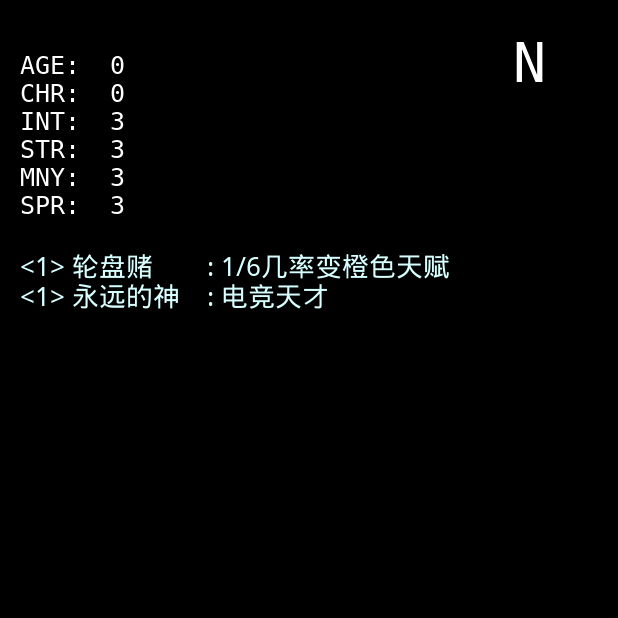 N
AGE: 0
CHR: 0
INT: 3
STR: 3
MNY: 3
SPR: 3
<1> 轮盘赌 : 1/6几率变橙色天赋
<1> 永远的神 : 电竞天才